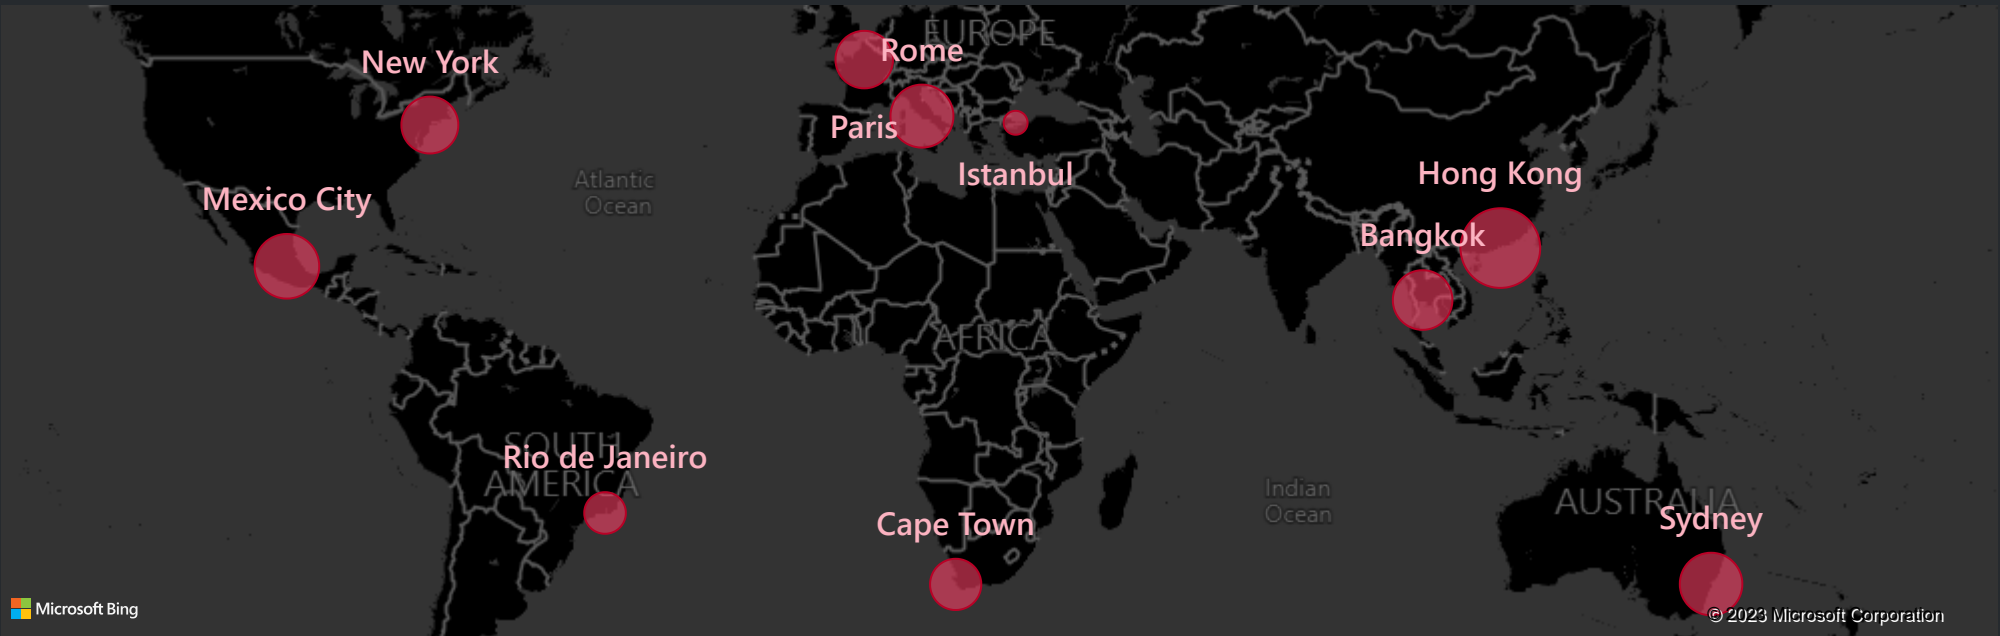 EUROPE
New York
Rome
Paris
Atlantic
Ocean
Istanbul
Hong Kong
Mexico City
Bangkok
AFRICA
SOUTH
Rio de Janeiro
AMERICA
Indian
Ocean
AUSTRALIA
Cape Town
Sydney
Microsoft Bing
© 2023 Microsoft Corporation